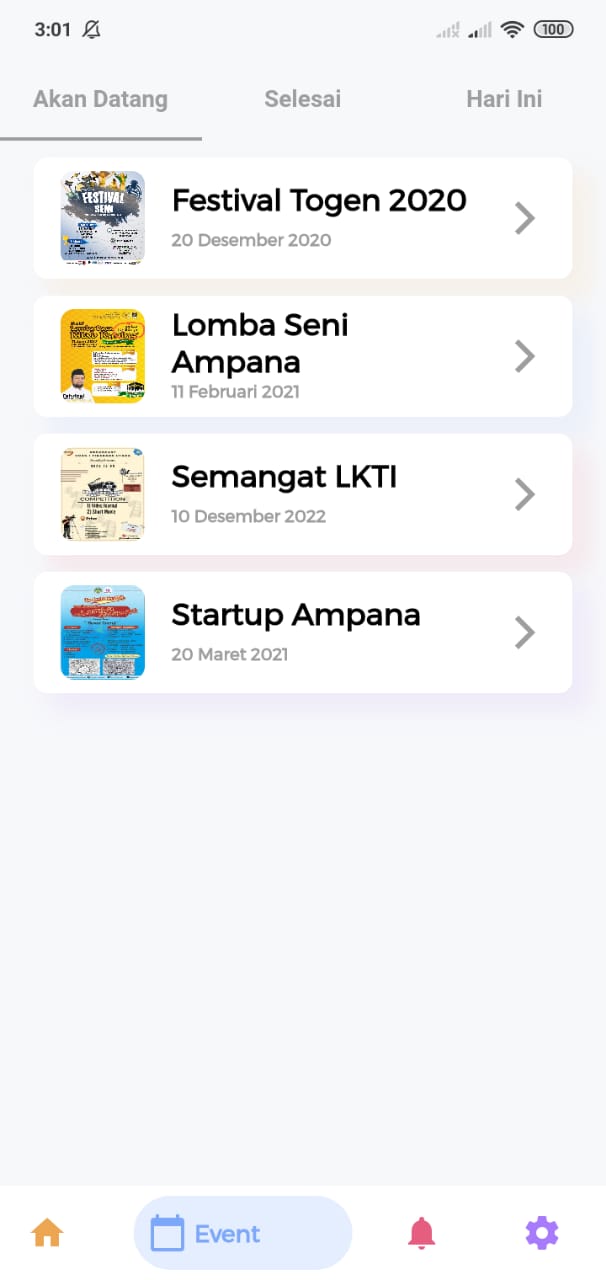 3:01
100
Akan Datang
Selesai
Hari Ini
FESTIVAL
SENI
Festival Togen 2020
20 Desember 2020
Lomba Seni
Ampana
11 Februari 2021
COMPETITION
Semangat LKTI
10 Desember 2022
Startup Ampana
20 Maret 2021
Event